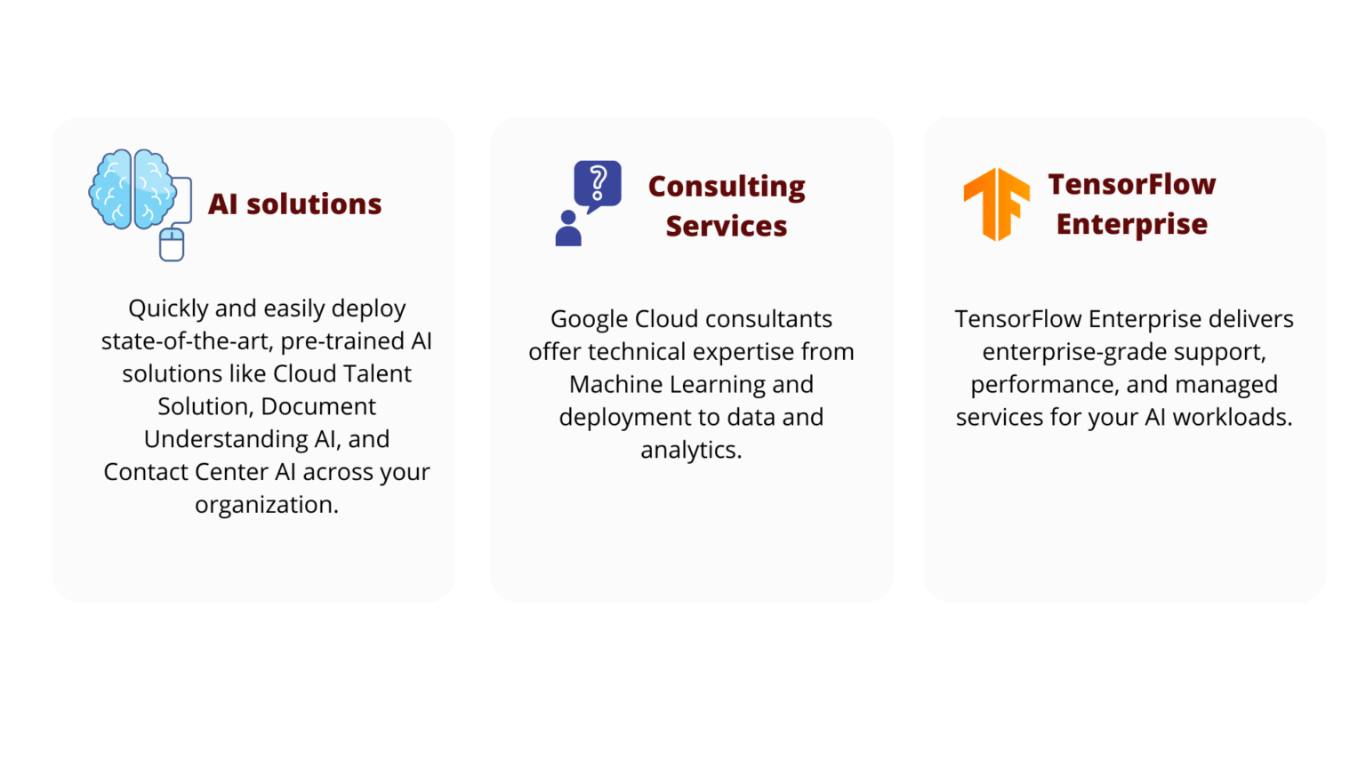 AI solutions
Quickly and easily deploy
state-of-the-art, pre-trained AI
solutions like Cloud Talent
Solution, Document
Understanding AI, and
Contact Center AI across your
organization.
?
Consulting
Services
Google Cloud consultants
offer technical expertise from
Machine Learning and
deployment to data and
analytics.
TensorFlow
Enterprise
TensorFlow Enterprise delivers
enterprise-grade support,
performance, and managed
services for your AI workloads.